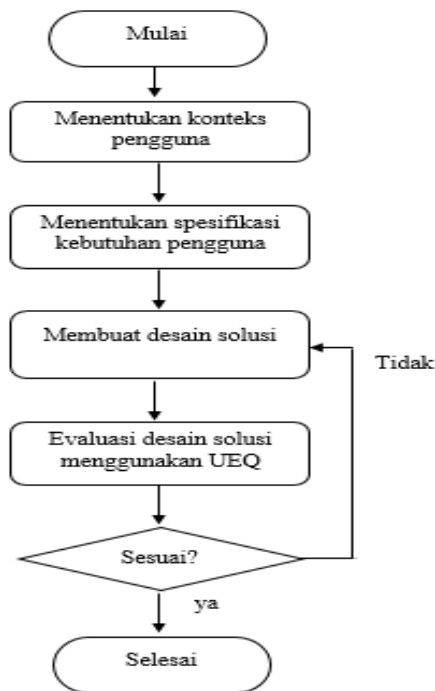 Mulai
Menentukan konteks
pengguna
Menentukan spesifikasi
kebutuhan pengguna
Membuat desain solusi
Tidak
Evaluasi desain solusi
menggunakan UEQ
Sesuai?
ya
Selesai